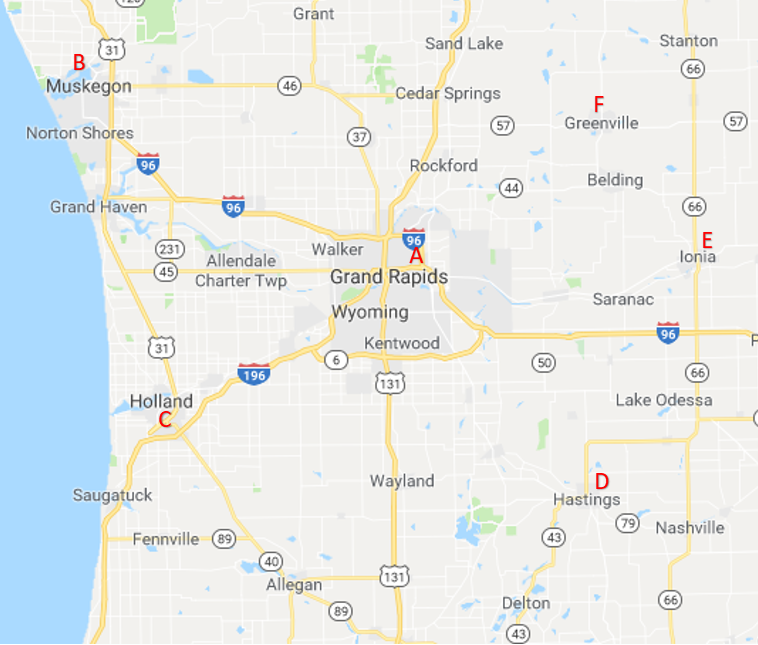 120
Grant
Sand Lake
Stanton
31
B
66
Muskegon
46
Cedar Springs
F
Norton Shores
37
57
Greenville
57
96
Rockford
44
Belding
Grand Haven
96
66
231
Walker
96
E
Allendale
Charter Twp
45
A
Ionia
Grand Rapids
Saranac
Wyoming
31
Kentwood
96
6
50
196
131
66
Holland
Lake Odessa
C
Saugatuck
Wayland
D
Hastings
79
Nashville
Fennville
89
43
40
131
Allegan
89
Delton
66
43